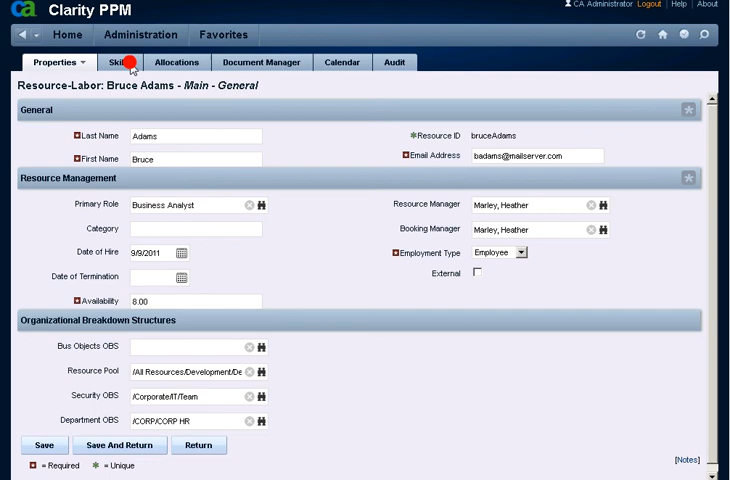 ca Clarity PPM
CA Administrator Logout | Help | About
Home Administration Favorites
Properties Allocations Document Manager Calendar Audit
Resource-Labor: Bruce Adams - Main - General
General
Last Name Adams Resource ID bruceAdams
First Name Bruce Email Address badams@mailserver.com
Resource Management
Primary Role Business Analyst Resource Manager Marley, Heather
Category Booking Manager Marley, Heather
Date of Hire 9/9/2011 Employment Type Employee
Date of Termination External
Availability 8.00
Organizational Breakdown Structures
Bus Objects OBS
Resource Pool /All Resources/Development/De
Security OBS /Corporate/IT/Team
Department OBS /CORP/CORP HR
Save Save And Return Return
[Notes]
= Required = Unique